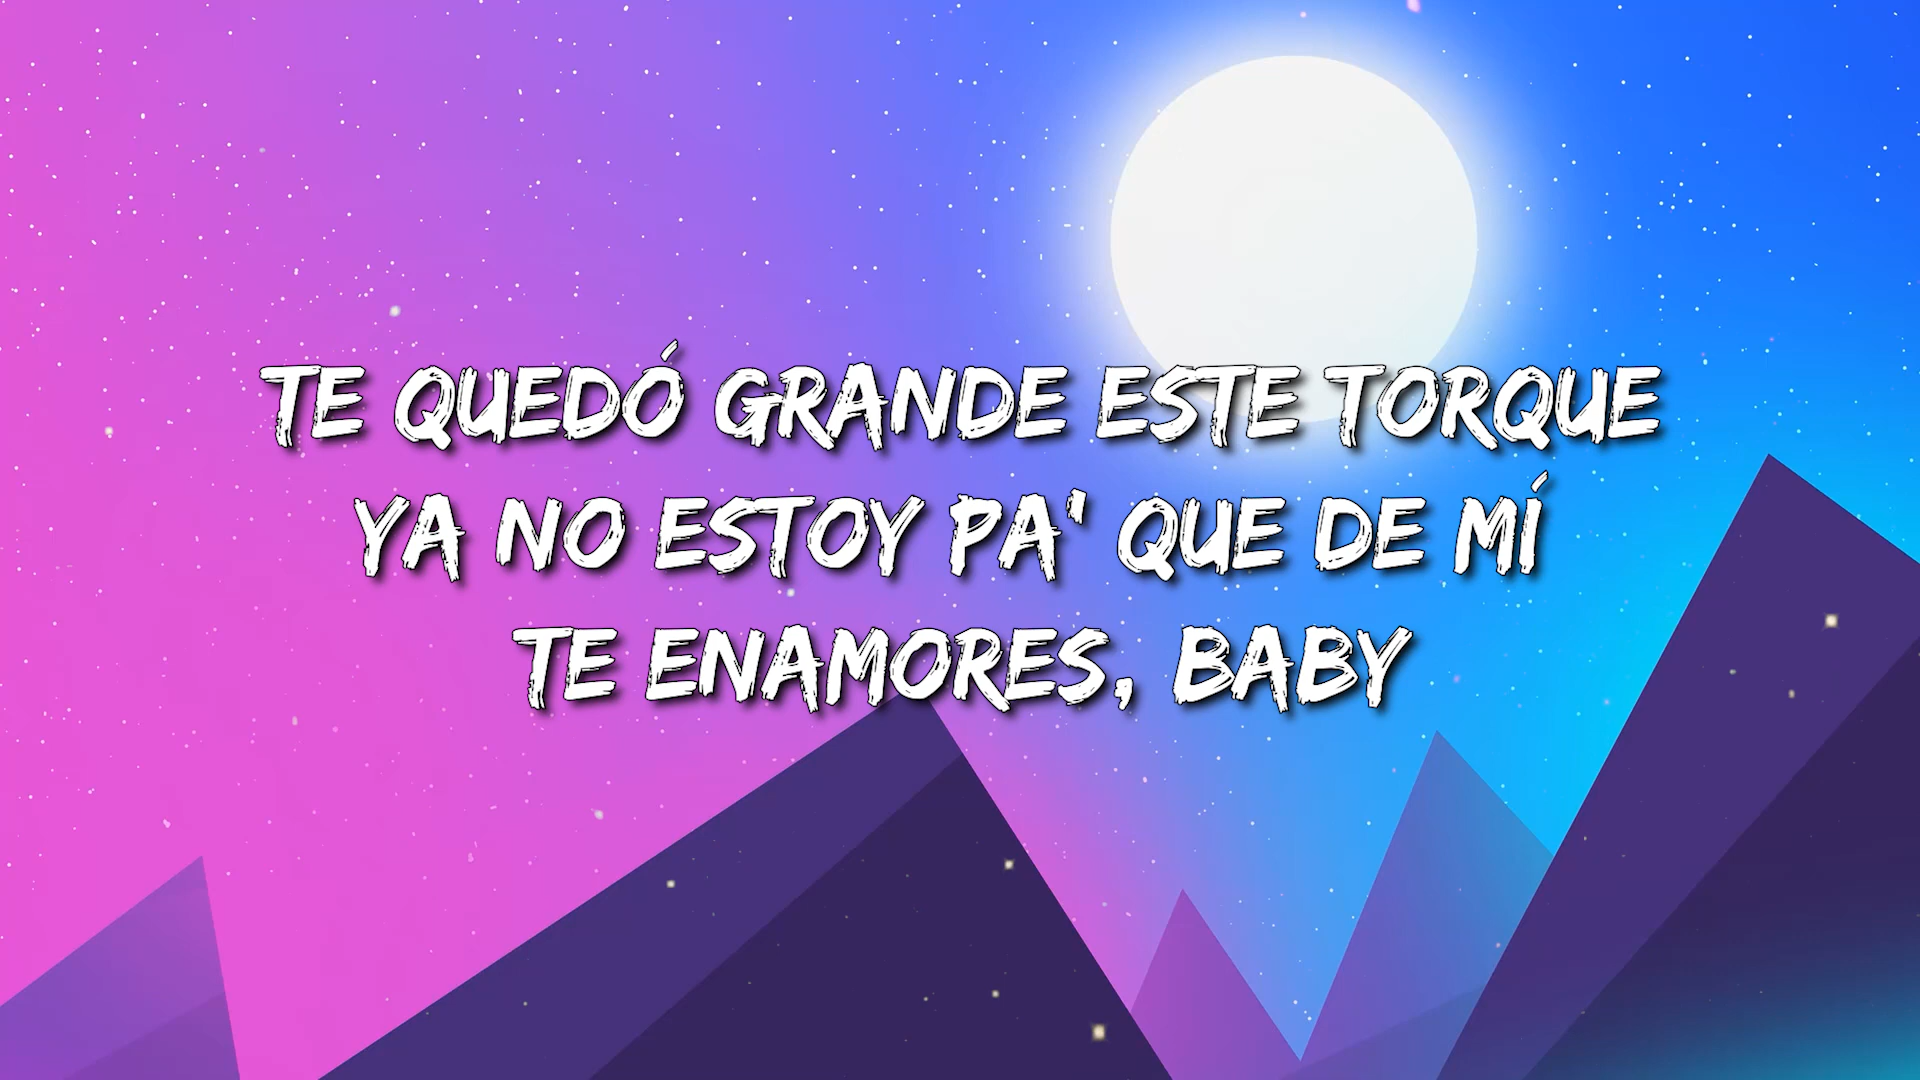 TE QUEDÓ GRANDE ESTE TORQUE
YA NO ESTOY PA' QUE DE MÍ
TE ENAMORES, BABY